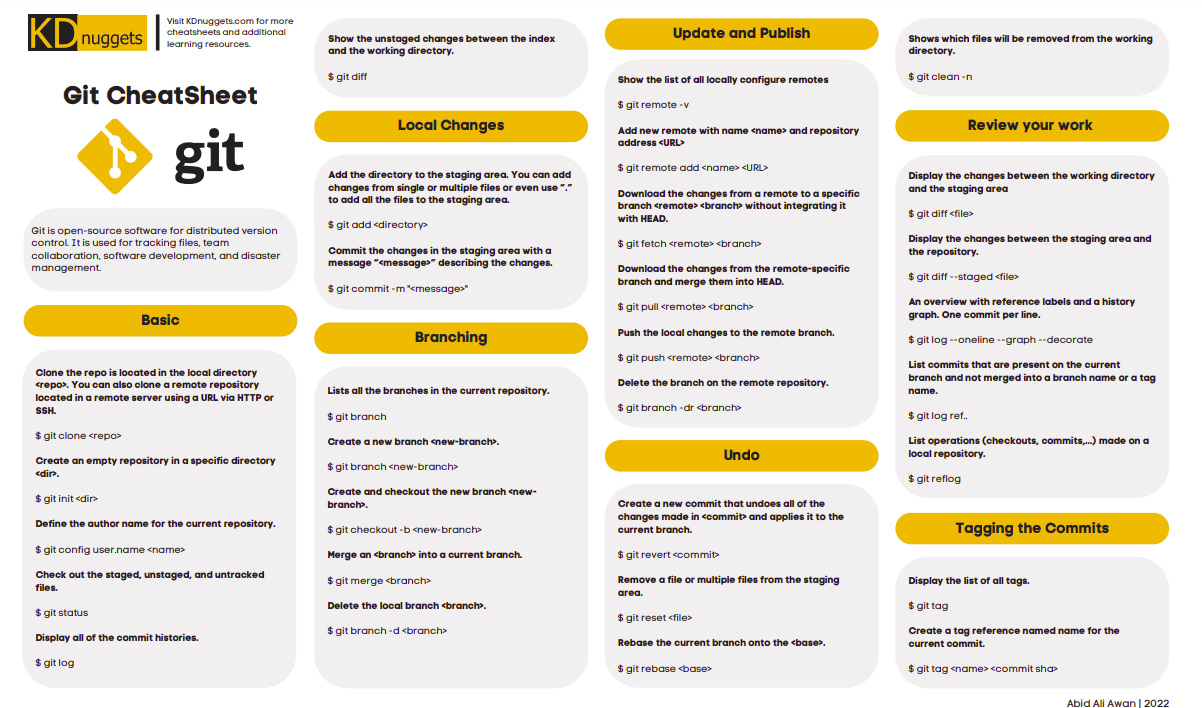 KD nuggets
Visit KDnuggets.com for more
cheatsheets and additional
learning resources.
Git CheatSheet
git
Git is open-source software for distributed version
control. It is used for tracking files, team
collaboration, software development, and disaster
management.
Basic
Clone the repo is located in the local directory
<repo>. You can also clone a remote repository
located in a remote server using a URL via HTTP or
SSH.
$ git clone <repo>
Create an empty repository in a specific directory
<dir>.
$ git init <dir>
Define the author name for the current repository.
$ git config user.name <name>
Check out the staged, unstaged, and untracked
files.
$ git status
Display all of the commit histories.
$ git log
Show the unstaged changes between the index
and the working directory.
$ git diff
Local Changes
Add the directory to the staging area. You can add
changes from single or multiple files or even use "."
to add all the files to the staging area.
$ git add <directory>
Commit the changes in the staging area with a
message "<message>" describing the changes.
$ git commit -m "<message>"
Branching
Lists all the branches in the current repository.
$ git branch
Create a new branch <new-branch>.
$ git branch <new-branch>
Create and checkout the new branch <new-
branch>.
$ git checkout -b <new-branch>
Merge an <branch> into a current branch.
$ git merge <branch>
Delete the local branch <branch>.
$ git branch -d <branch>
Update and Publish
Show the list of all locally configure remotes
$ git remote -v
Add new remote with name <name> and repository
address <URL>
$ git remote add <name> <URL>
Download the changes from a remote to a specific
branch <remote> <branch> without integrating it
with HEAD.
$ git fetch <remote> <branch>
Download the changes from the remote-specific
branch and merge them into HEAD.
$ git pull <remote> <branch>
Push the local changes to the remote branch.
$ git push <remote> <branch>
Delete the branch on the remote repository.
$ git branch -dr <branch>
Undo
Create a new commit that undoes all of the
changes made in <commit> and applies it to the
current branch.
$ git revert <commit>
Remove a file or multiple files from the staging
area.
$ git reset <file>
Rebase the current branch onto the <base>.
$ git rebase <base>
Shows which files will be removed from the working
directory.
$ git clean -n
Review your work
Display the changes between the working directory
and the staging area
$ git diff <file>
Display the changes between the staging area and
the repository.
$ git diff --staged <file>
An overview with reference labels and a history
graph. One commit per line.
$ git log --oneline --graph --decorate
List commits that are present on the current
branch and not merged into a branch name or a tag
name.
$ git log ref..
List operations (checkouts, commits,...) made on a
local repository.
$ git reflog
Tagging the Commits
Display the list of all tags.
$ git tag
Create a tag reference named name for the
current commit.
$ git tag <name> <commit sha>
Abid Ali Awan | 2022